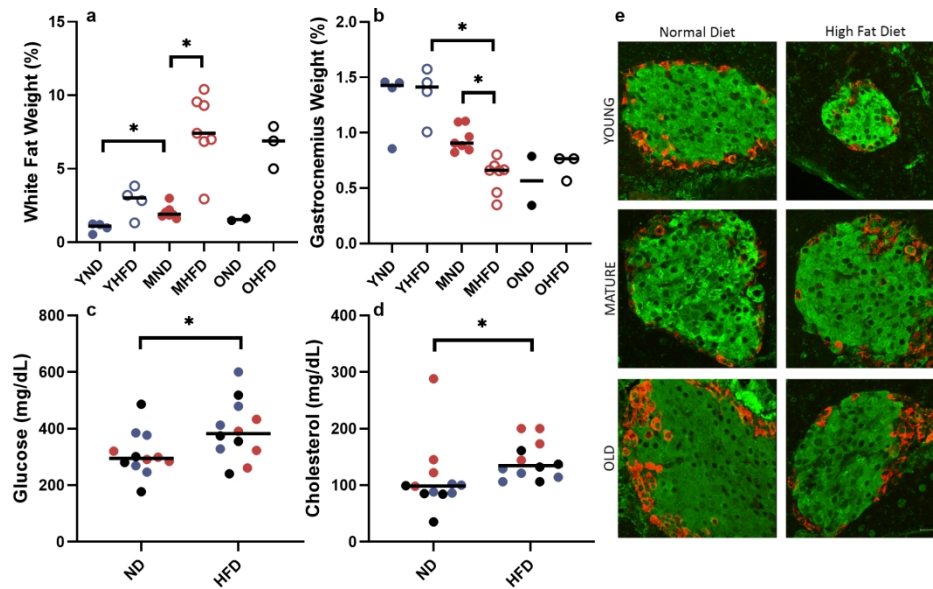 a
White Fat Weight (%)
15
10
5
0
*
*
YND
YHFD
MND
MHFD
OND
OHFD
b
Gastrocnemius Weight (%)
2.0
1.5
1.0
0.5
0.0
*
*
YND
YHFD
MND
MHFD
OND
OHFD
c
Glucose (mg/dL)
800
600
400
200
0
*
ND
HFD
d
Cholesterol (mg/dL)
400
300
200
100
0
*
ND
HFD
e
Normal Diet
High Fat Diet
YOUNG
MATURE
OLD